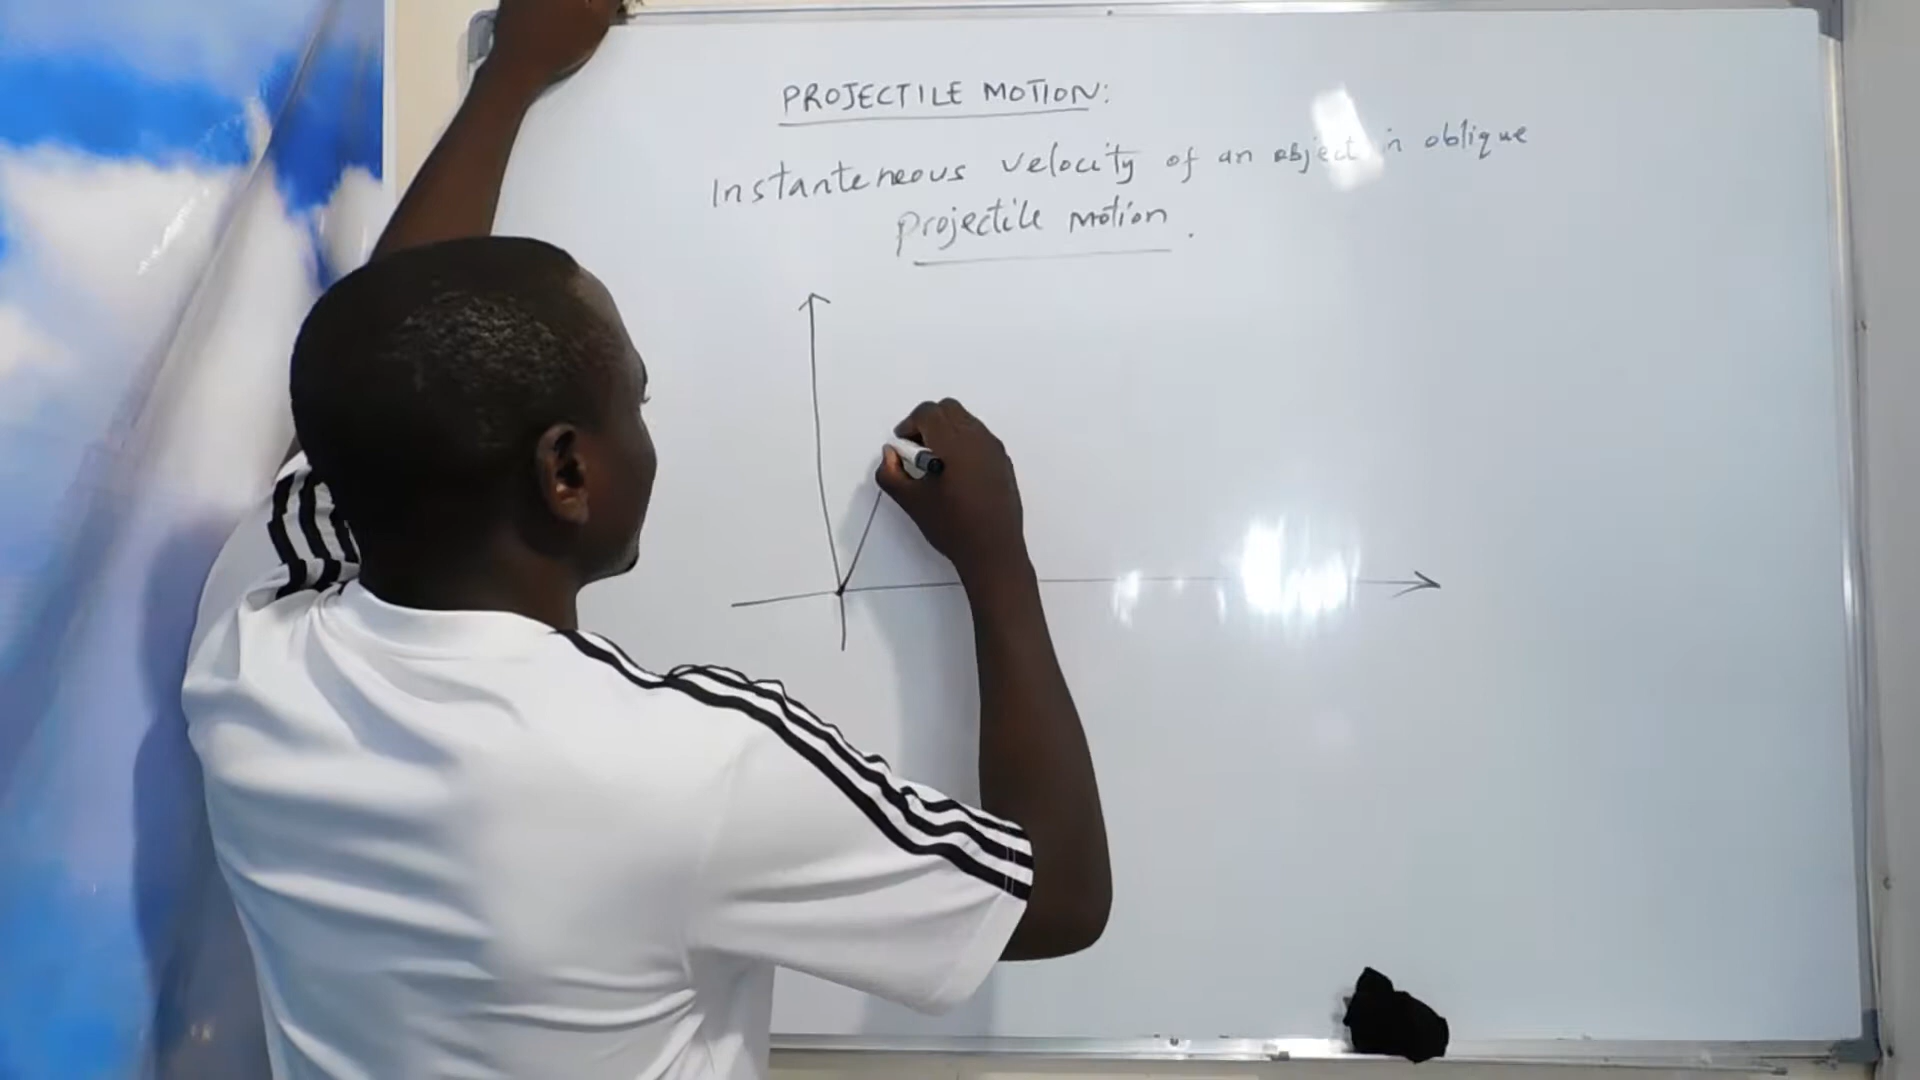 PROJECTILE MOTION:
Instanteneous velocity of an object in oblique
projectile motion.